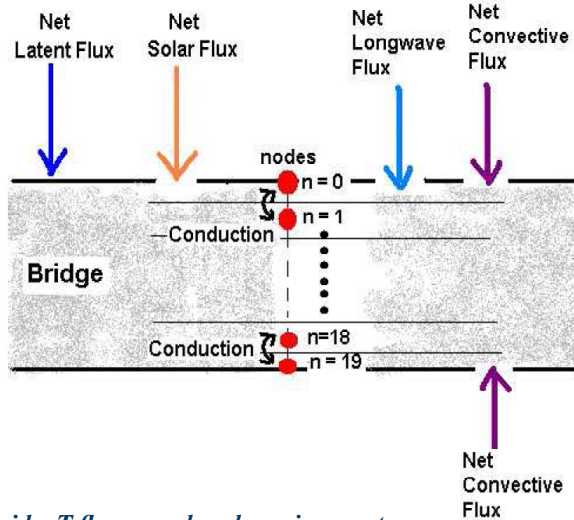 Net
Latent Flux
Net
Solar Flux
Net
Longwave
Flux
Net
Convective
Flux
nodes
n = 0
n = 1
Conduction
Bridge
n=18
Conduction
n = 19
Net
Convective
Flux